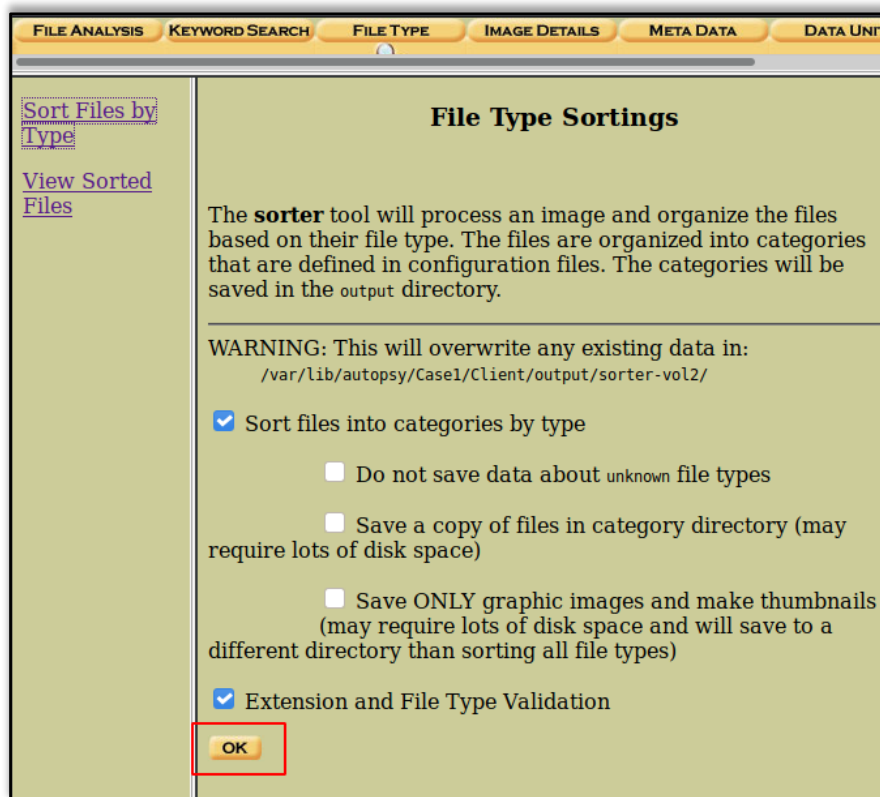 FILE ANALYSIS KEYWORD SEARCH FILE TYPE IMAGE DETAILS META DATA DATA UNI
Sort Files by
Type
View Sorted
Files
File Type Sortings
The sorter tool will process an image and organize the files
based on their file type. The files are organized into categories
that are defined in configuration files. The categories will be
saved in the output directory.
WARNING: This will overwrite any existing data in:
/var/lib/autopsy/Case1/Client/output/sorter-vol2/
Sort files into categories by type
Do not save data about unknown file types
Save a copy of files in category directory (may
require lots of disk space)
Save ONLY graphic images and make thumbnails
(may require lots of disk space and will save to a
different directory than sorting all file types)
Extension and File Type Validation
OK